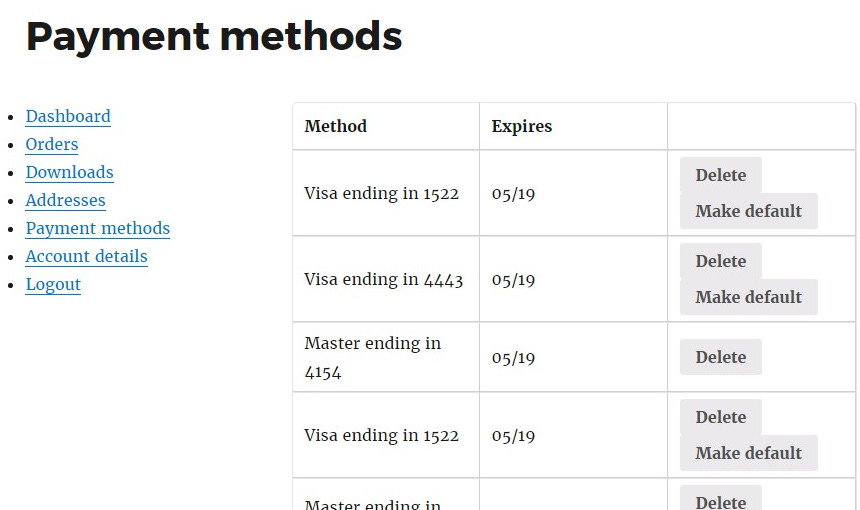 Payment methods
Dashboard
Orders
Downloads
Addresses
Payment methods
Account details
Logout
Method Expires
Visa ending in 1522 05/19 Delete
Make default
Visa ending in 4443 05/19 Delete
Make default
Master ending in
4154 05/19 Delete
Visa ending in 1522 05/19 Delete
Make default
Master ending in Delete